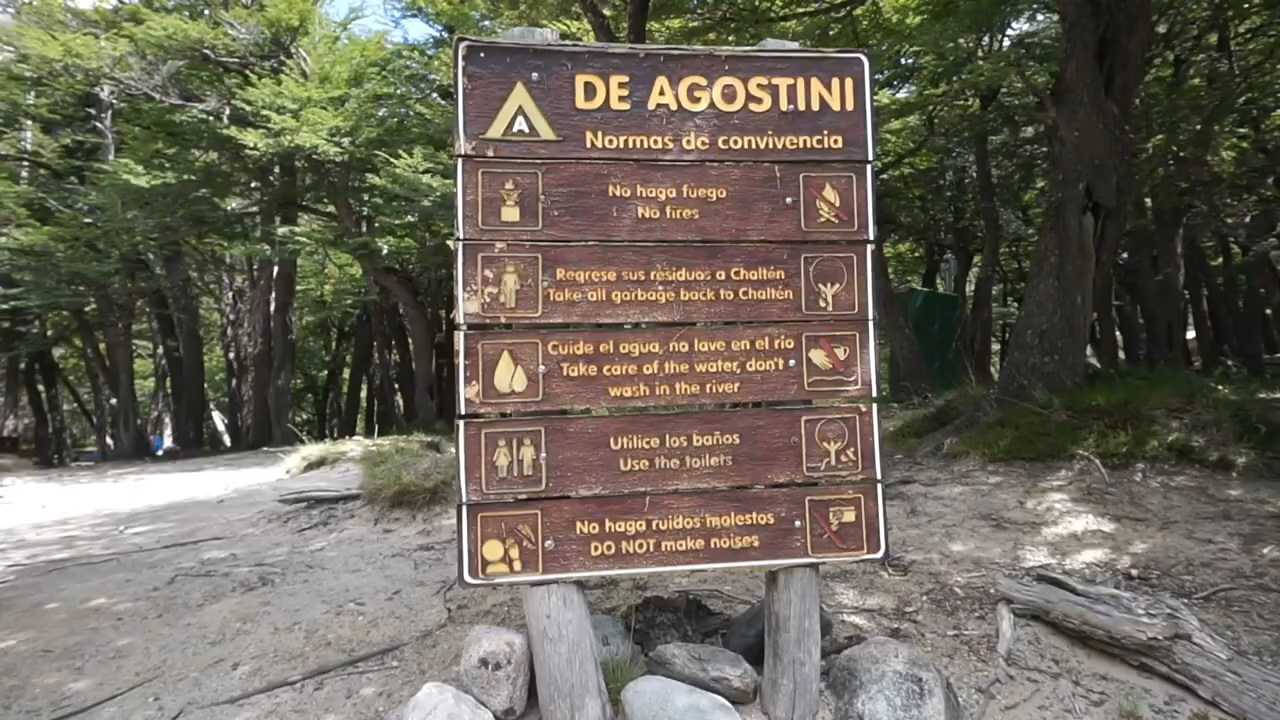 A
DE AGOSTINI
Normas de convivencia
No haga fuego
No fires
Regrese sus residuos a Chaltén
Take all garbage back to Chaltén
Cuide el agua, no lave en el río
Take care of the water, don't
wash in the river
Utilice los baños
Use the toilets
No haga ruidos molestos
DO NOT make noises